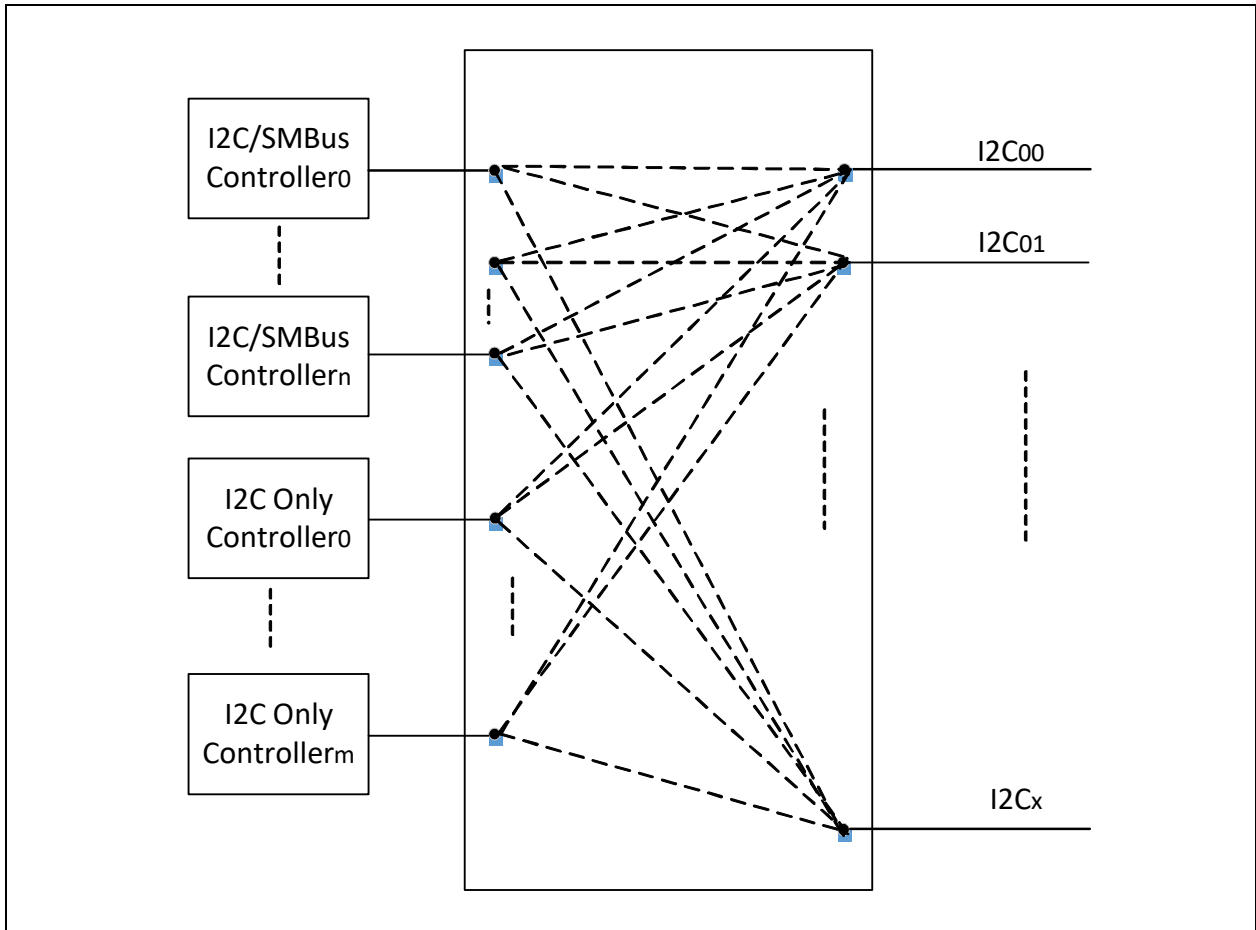 I2C/SMBus
Controller0
I2C00
I2C01
I2C/SMBus
Controllern
I2C Only
Controller0
I2C Only
Controllerm
I2Cx